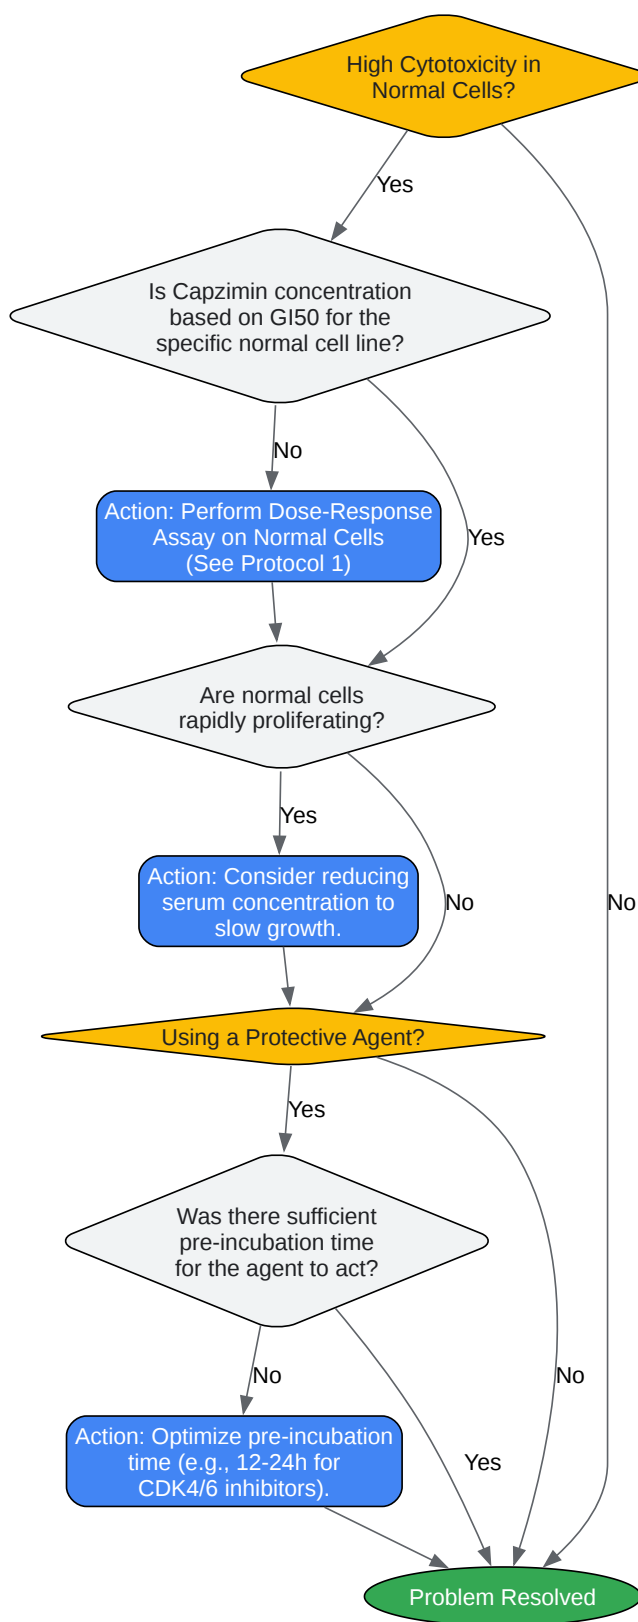 High Cytotoxicity in
Normal Cells?
Yes
Is Capzimin concentration
based on GI50 for the
specific normal cell line?
No
Action: Perform Dose-Response
Assay on Normal Cells
(See Protocol 1)
Yes
Are normal cells
rapidly proliferating?
Yes
Action: Consider reducing
serum concentration to
slow growth.
No
No
Using a Protective Agent?
Yes
Was there sufficient
pre-incubation time
for the agent to act?
No
No
Action: Optimize pre-incubation
time (e.g., 12-24h for
CDK4/6 inhibitors).
Yes
Problem Resolved